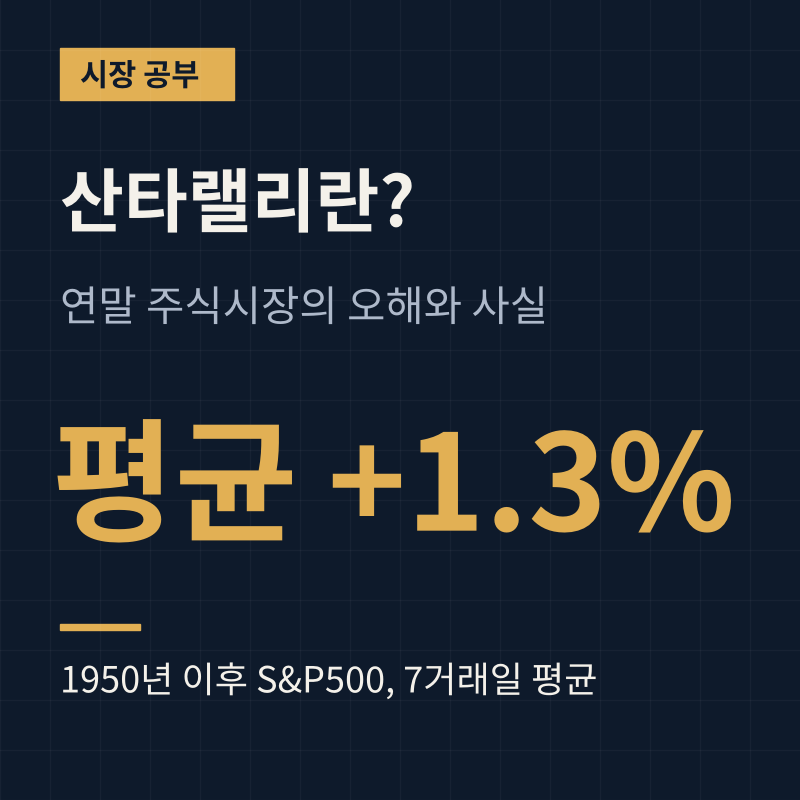 시장 공부
산타랠리란?
연말 주식시장의 오해와 사실
평균 +1.3%
1950년 이후 S&P500, 7거래일 평균